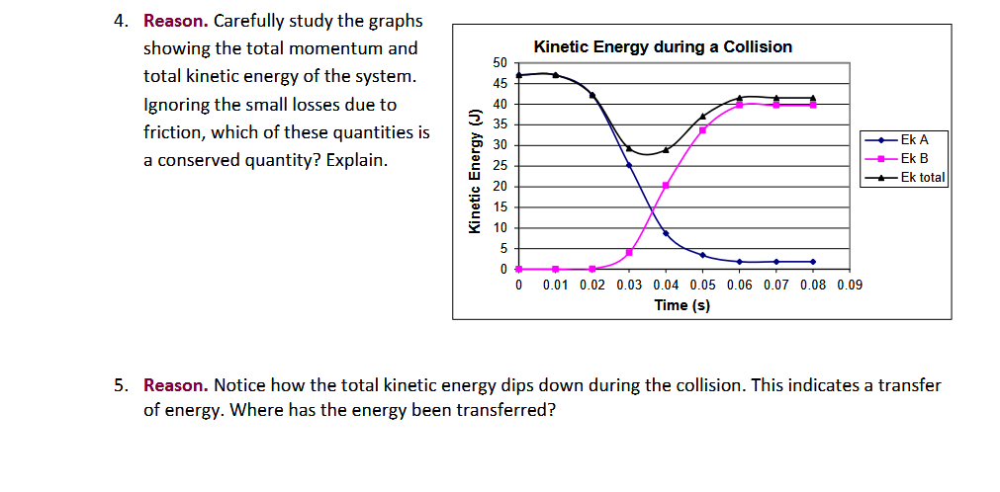 4. Reason. Carefully study the graphs
showing the total momentum and
total kinetic energy of the system.
Ignoring the small losses due to
friction, which of these quantities is
a conserved quantity? Explain.
Kinetic Energy during a Collision
50
45
40
35
30
25
20
15
10
5
0
Kinetic Energy (J)
0 0.01 0.02 0.03 0.04 0.05 0.06 0.07 0.08 0.09
Time (s)
Ek A
Ek B
Ek total
5. Reason. Notice how the total kinetic energy dips down during the collision. This indicates a transfer
of energy. Where has the energy been transferred?